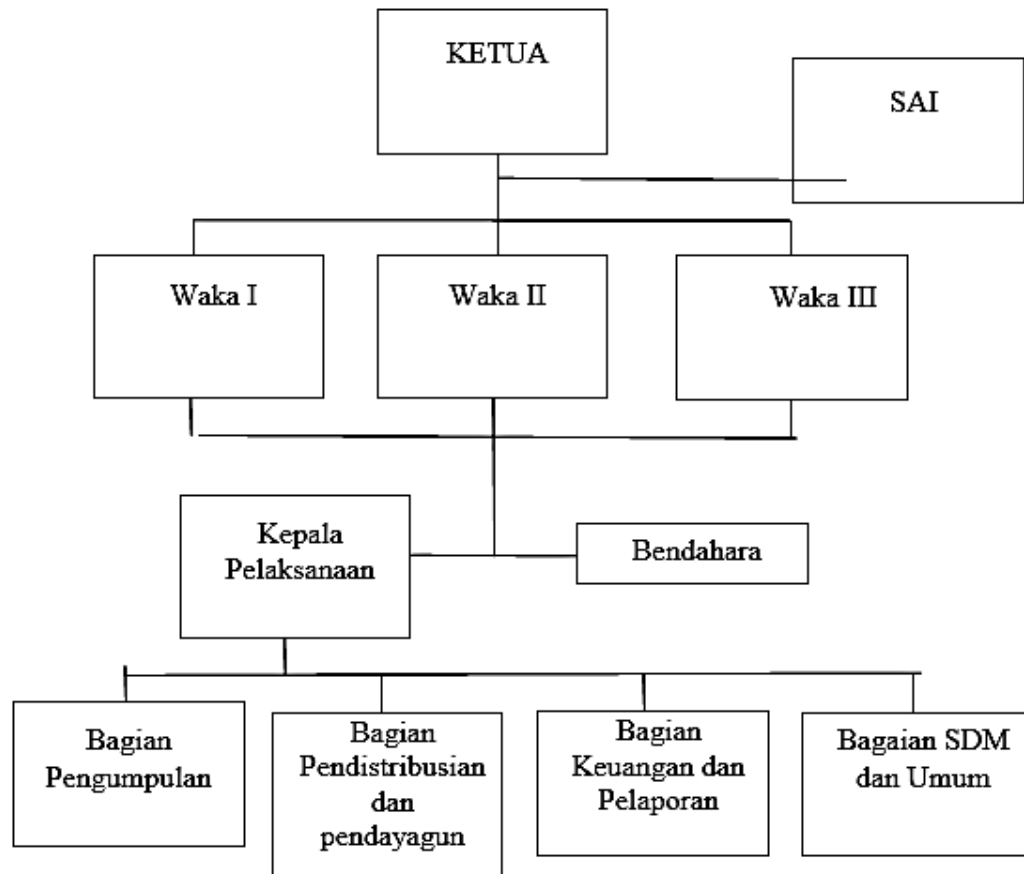 KETUA
SAI
Waka I
Waka II
Waka III
Kepala
Pelaksanaan
Bendahara
Bagian
Pengumpulan
Bagian
Pendistribusian
dan
pendayagun
Bagian
Keuangan dan
Pelaporan
Bagaian SDM
dan Umum